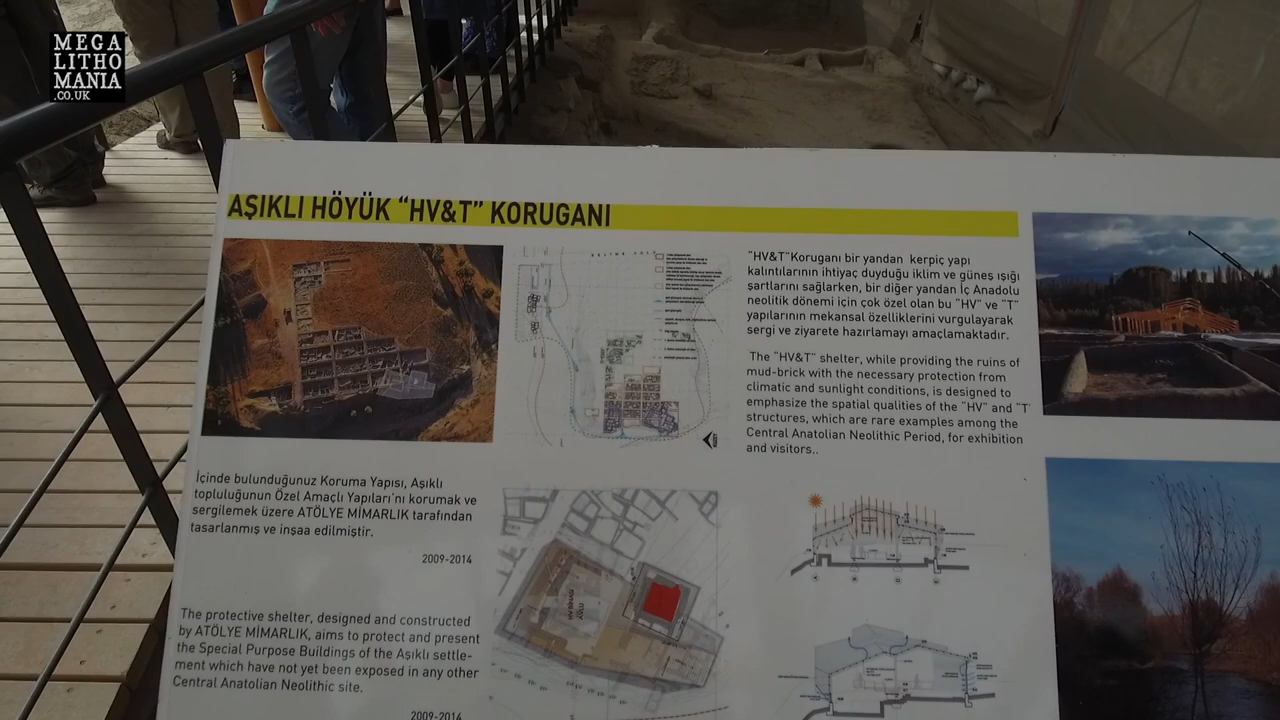 MEGA
LITHO
MANIA
.CO.UK
AŞIKLI HÖYÜK “HV&T” KORUGANI
“HV&T”Koruganı bir yandan kerpiç yapı
kalıntılarının ihtiyaç duyduğu iklim ve güneş ışığı
şartlarını sağlarken, bir diğer yandan İç Anadolu
neolitik dönemi için çok özel olan bu “HV” ve “T”
yapılarının mekansal özelliklerini vurgulayarak
sergi ve ziyarete hazırlamayı amaçlamaktadır.
The “HV&T” shelter, while providing the ruins of
mud-brick with the necessary protection from
climatic and sunlight conditions, is designed to
emphasize the spatial qualities of the “HV” and “T”
structures, which are rare examples among the
Central Anatolian Neolithic Period, for exhibition
and visitors..
İçinde bulunduğunuz Koruma Yapısı, Aşıklı
topluluğunun Özel Amaçlı Yapıları’nı korumak ve
sergilemek üzere ATÖLYE MİMARLIK tarafından
tasarlanmış ve inşaa edilmiştir.
2009-2014
The protective shelter, designed and constructed
by ATÖLYE MİMARLIK, aims to protect and present
the Special Purpose Buildings of the Aşıklı settle-
ment which have not yet been exposed in any other
Central Anatolian Neolithic site.
2009-2014